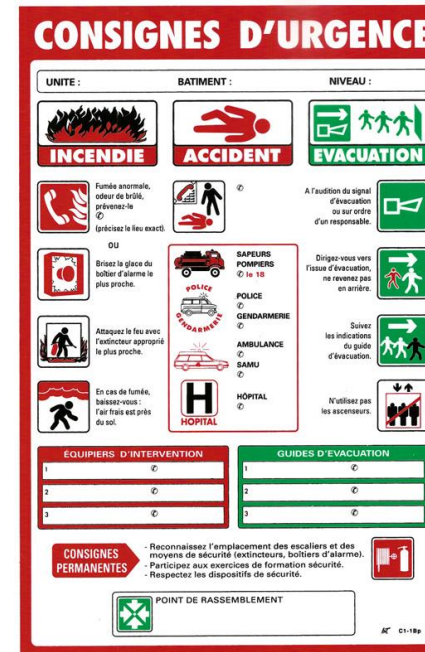 CONSIGNES D'URGENCE
UNITE : BATIMENT : NIVEAU :
INCENDIE
ACCIDENT
EVACUATION
Fumée anormale,
odeur de brûlé,
prévenez-le
✆
(précisez le lieu exact).
OU
Brisez la glace du
boîtier d'alarme le
plus proche.
Attaquez le feu avec
l'extincteur approprié
le plus proche.
En cas de fumée,
baissez-vous :
l'air frais est près
du sol.
✆
SAPEURS
POMPIERS
✆ le 18
POLICE
GENDARMERIE
POLICE
✆
GENDARMERIE
✆
AMBULANCE
✆
SAMU
✆
H
HOPITAL
HÔPITAL
✆
A l'audition du signal
d'évacuation
ou sur ordre
d'un responsable.
Dirigez-vous vers
l'issue d'évacuation,
ne revenez pas
en arrière.
Suivez
les indications
du guide
d'évacuation.
N'utilisez pas
les ascenseurs.
ÉQUIPIERS D'INTERVENTION
1 ✆
2 ✆
3 ✆
GUIDES D'EVACUATION
1 ✆
2 ✆
3 ✆
CONSIGNES
PERMANENTES
- Reconnaissez l'emplacement des escaliers et des
moyens de sécurité (extincteurs, boîtiers d'alarme).
- Participez aux exercices de formation sécurité.
- Respectez les dispositifs de sécurité.
POINT DE RASSEMBLEMENT
C1-1Bp